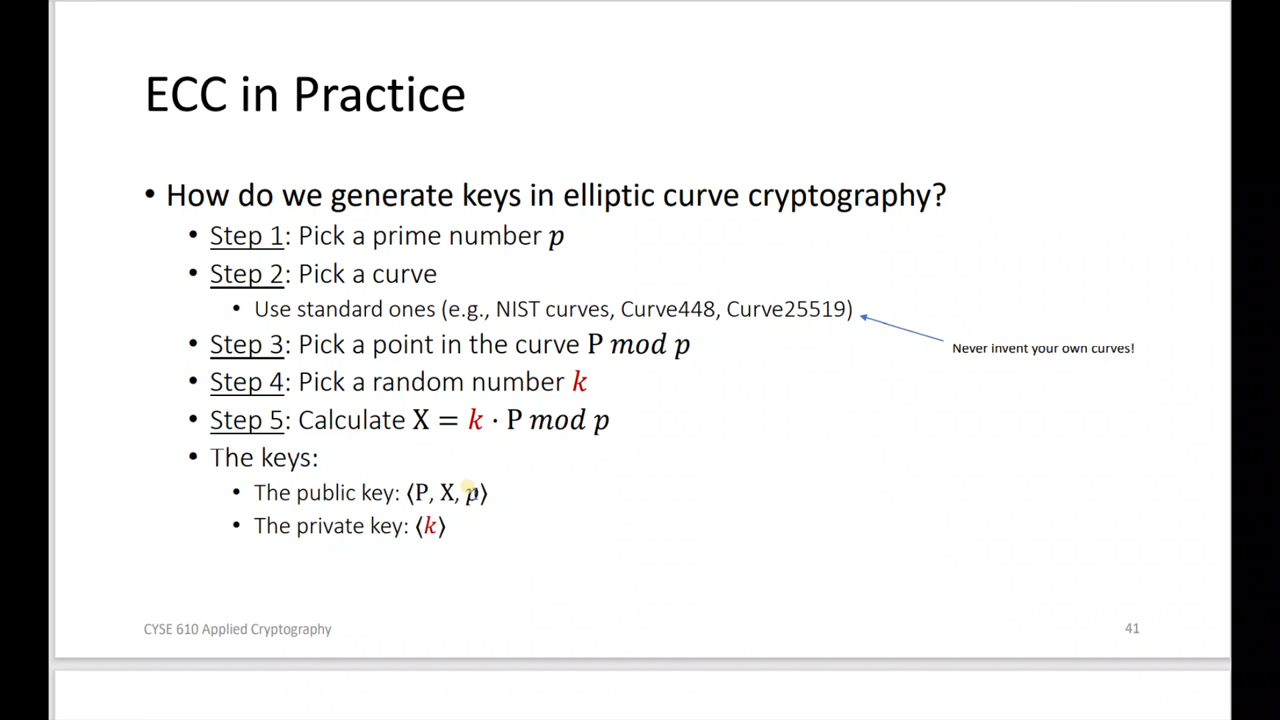 ECC in Practice
• How do we generate keys in elliptic curve cryptography?
• Step 1: Pick a prime number p
• Step 2: Pick a curve
• Use standard ones (e.g., NIST curves, Curve448, Curve25519)
Never invent your own curves!
• Step 3: Pick a point in the curve P mod p
• Step 4: Pick a random number k
• Step 5: Calculate X = k · P mod p
• The keys:
• The public key: ⟨P, X, p⟩
• The private key: ⟨k⟩
CYSE 610 Applied Cryptography
41